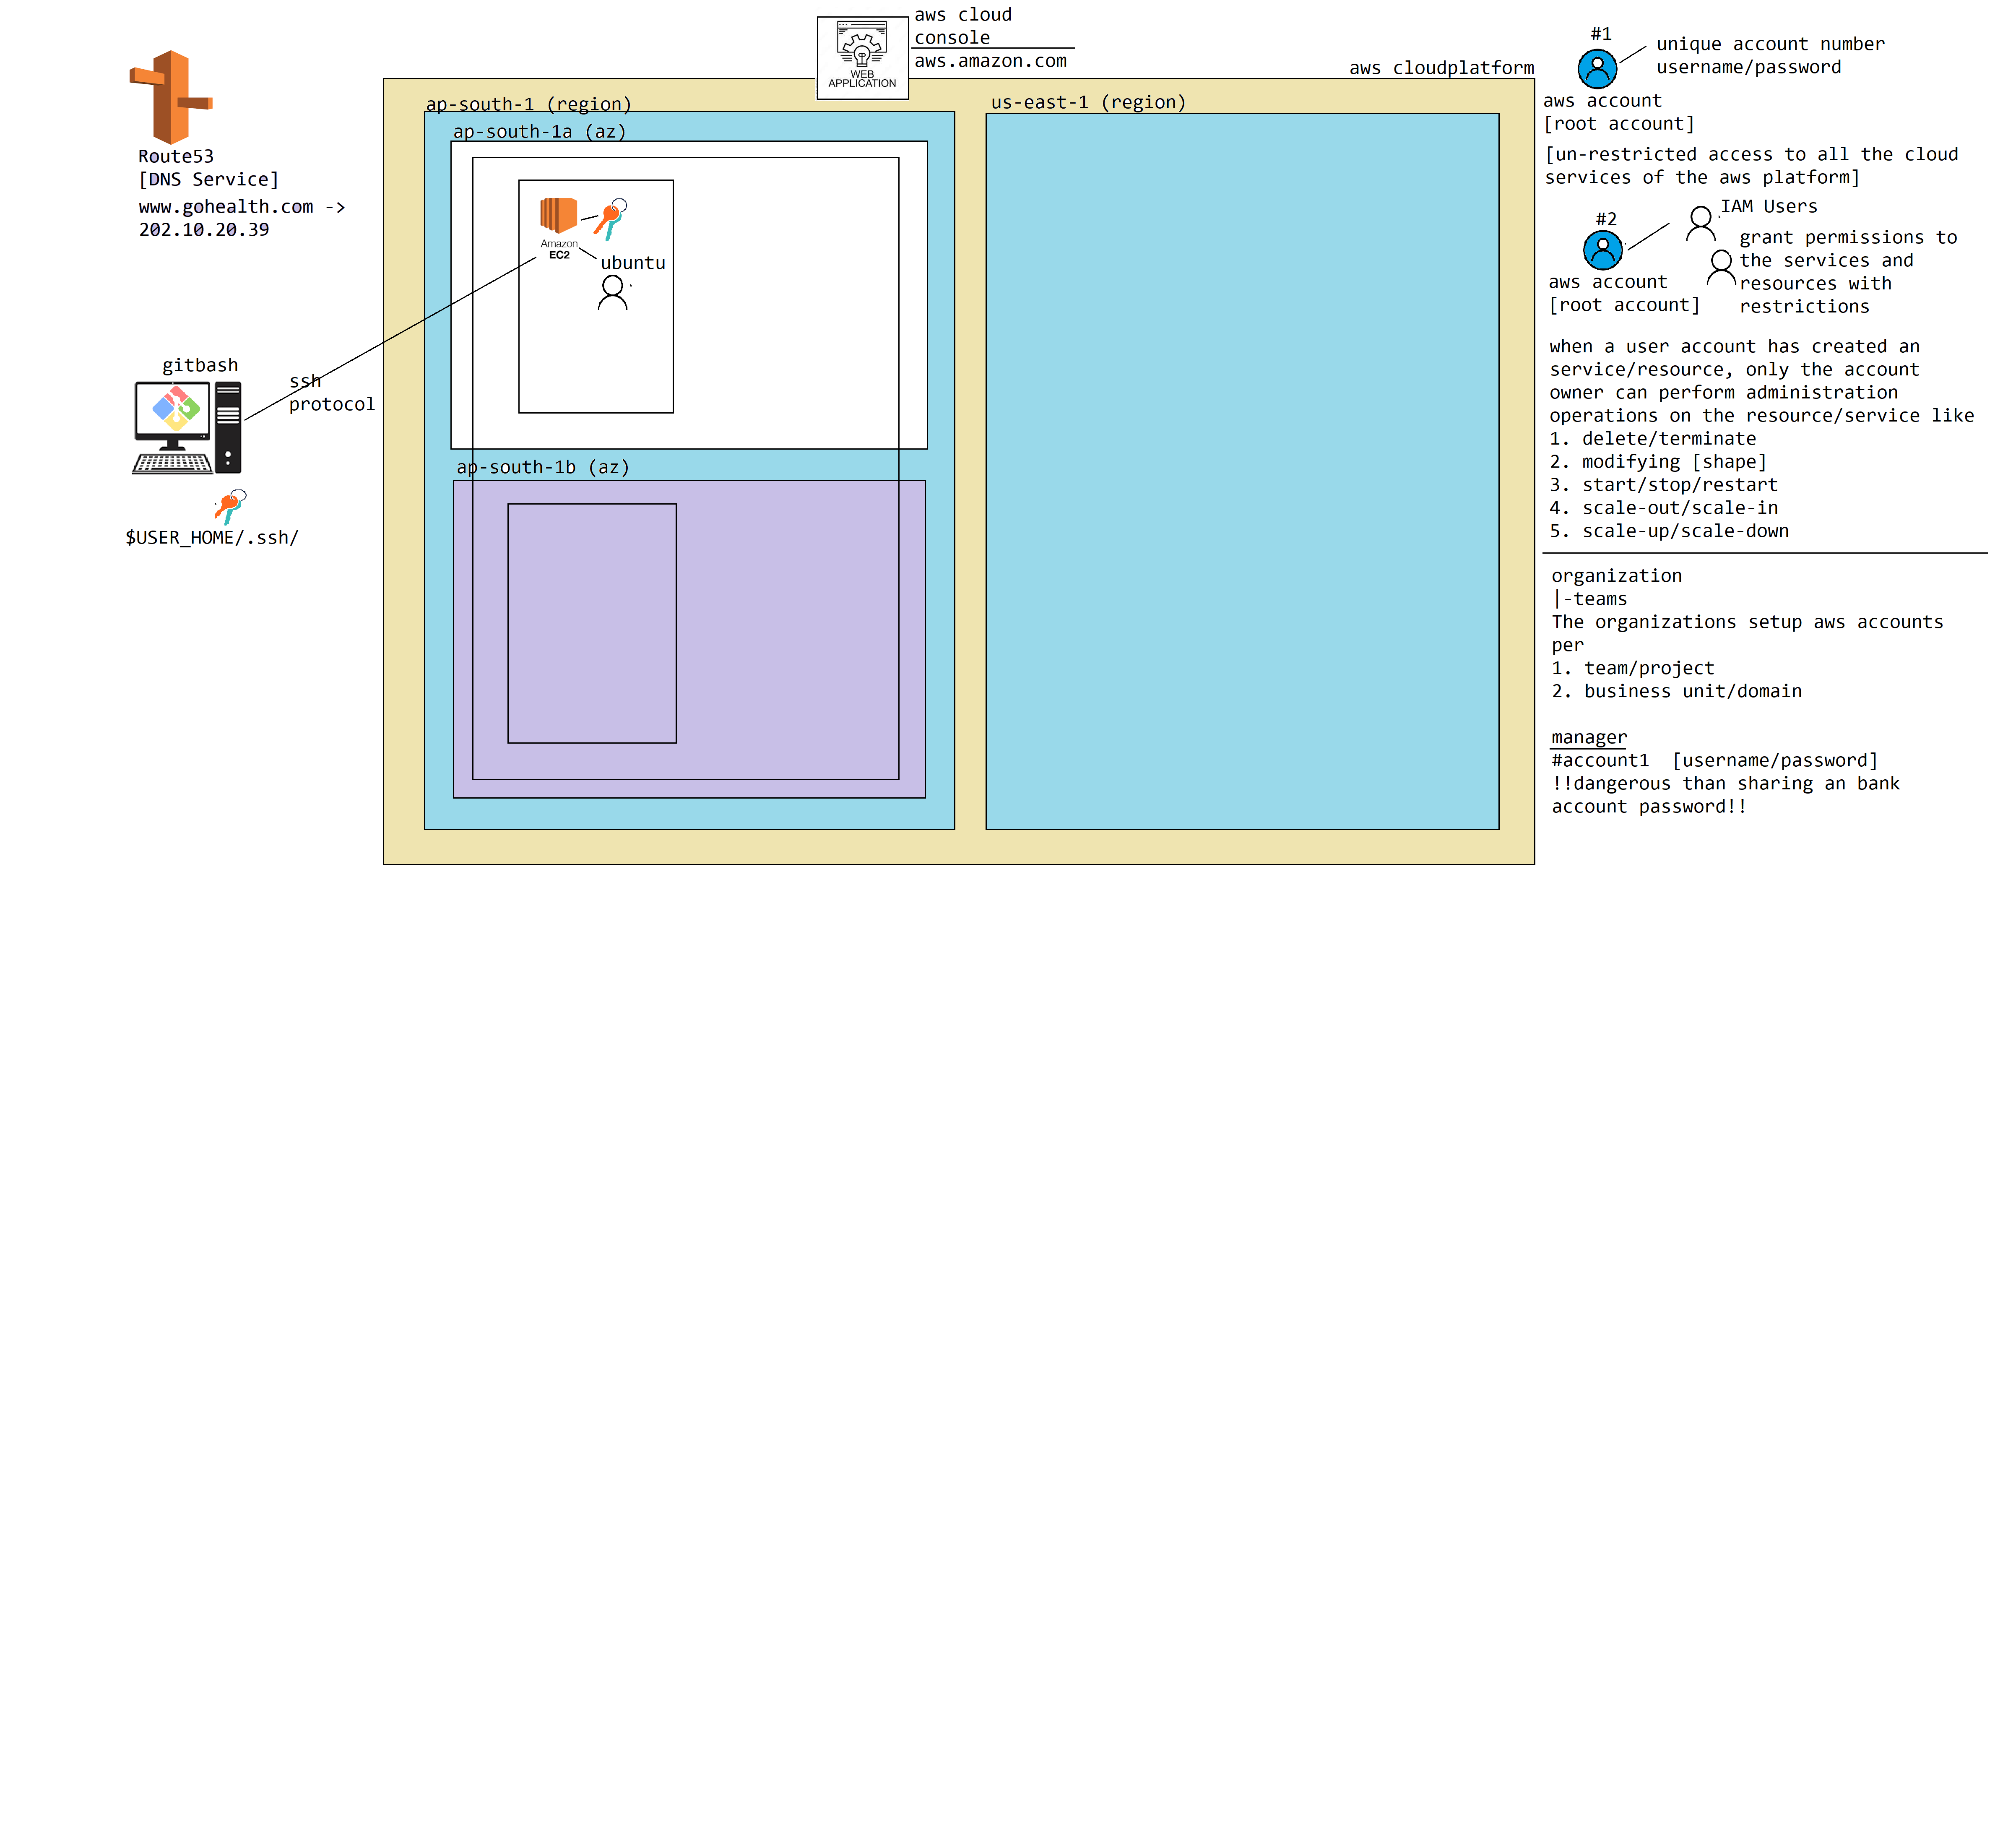 aws cloud
console
aws.amazon.com
WEB
APPLICATION
aws cloudplatform
Route53
[DNS Service]
www.gohealth.com ->
202.10.20.39
gitbash
ssh
protocol
$USER_HOME/.ssh/
ap-south-1 (region)
ap-south-1a (az)
Amazon
EC2
ubuntu
ap-south-1b (az)
us-east-1 (region)
#1
unique account number
username/password
aws account
[root account]
[un-restricted access to all the cloud
services of the aws platform]
#2
IAM Users
grant permissions to
the services and
resources with
restrictions
aws account
[root account]
when a user account has created an
service/resource, only the account
owner can perform administration
operations on the resource/service like
1. delete/terminate
2. modifying [shape]
3. start/stop/restart
4. scale-out/scale-in
5. scale-up/scale-down
organization
|-teams
The organizations setup aws accounts
per
1. team/project
2. business unit/domain
manager
#account1  [username/password]
!!dangerous than sharing an bank
account password!!